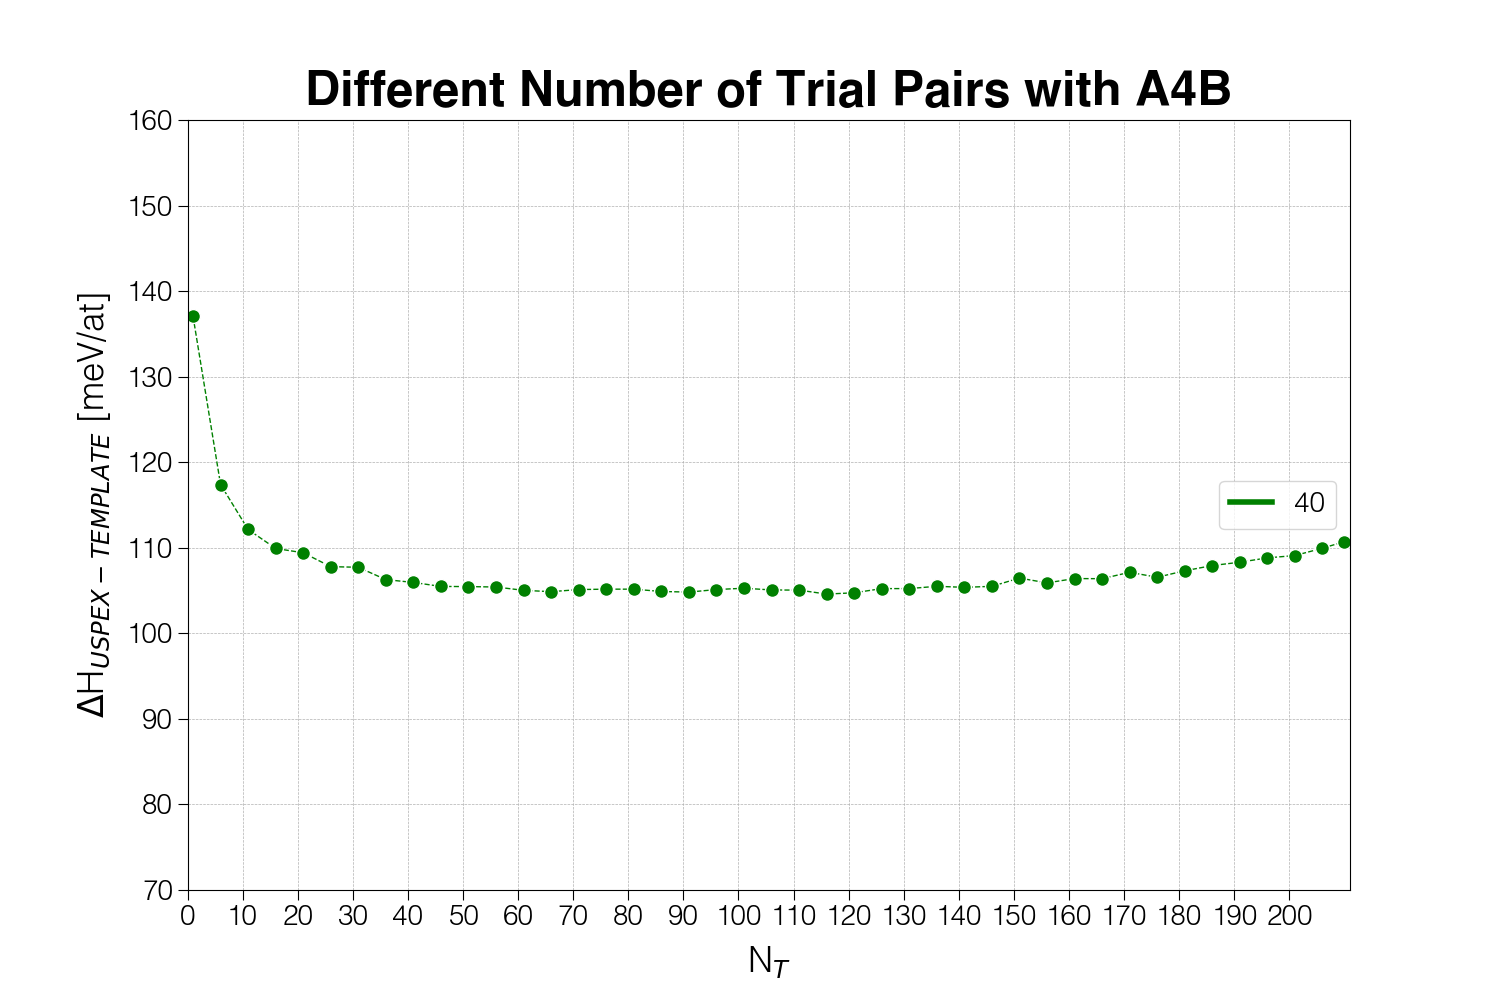 Different Number of Trial Pairs with A4B
160
150
140
130
120
110
100
90
80
70
ΔH_{USPEX − TEMPLATE} [meV/at]
40
0 10 20 30 40 50 60 70 80 90 100 110 120 130 140 150 160 170 180 190 200
N_T